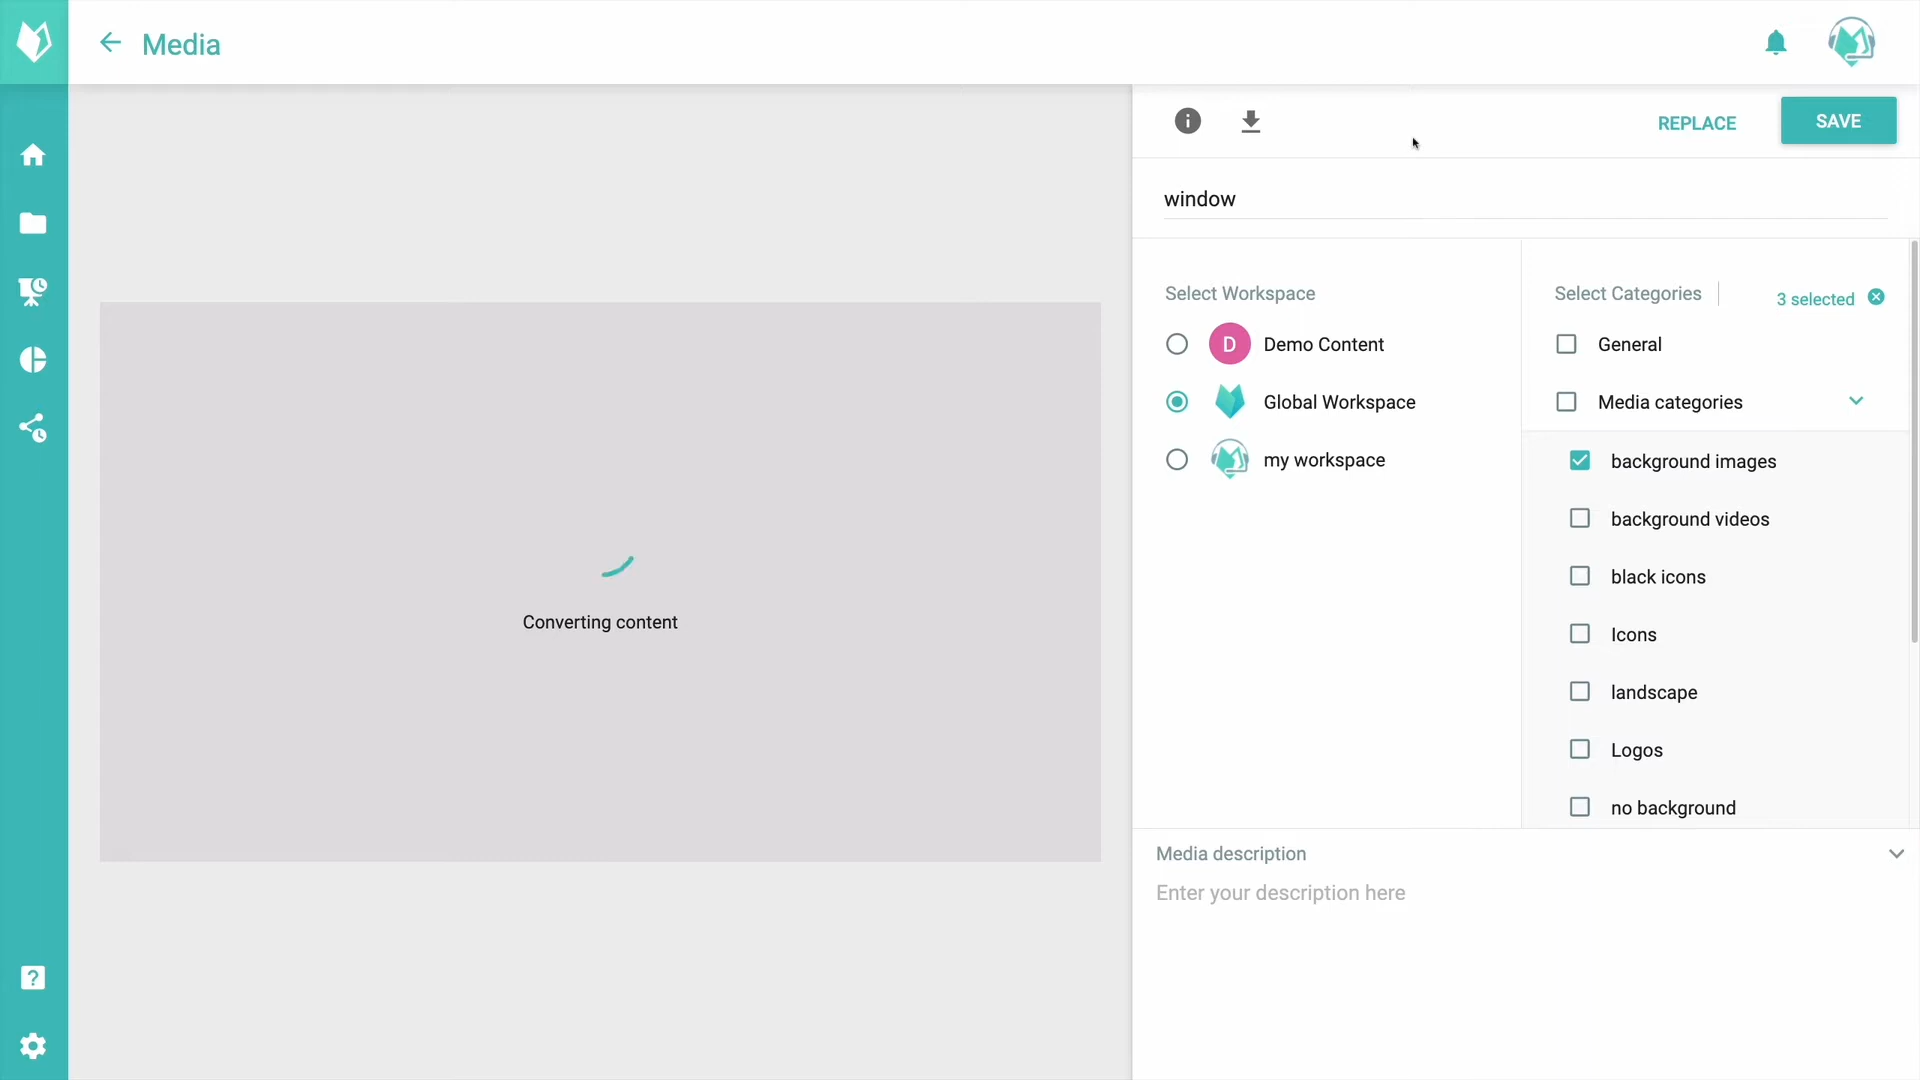 Media
REPLACE
SAVE
window
Select Workspace
D Demo Content
Global Workspace
my workspace
Select Categories
3 selected
General
Media categories
background images
background videos
black icons
Icons
landscape
Logos
no background
Converting content
Media description
Enter your description here